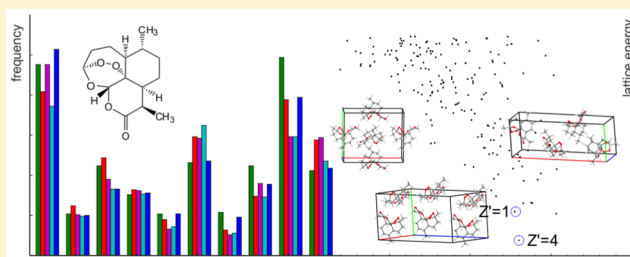 frequency
CH₃
H
O
O
O
H
H
O
CH₃
O
lattice energy
Z'=1
Z'=4